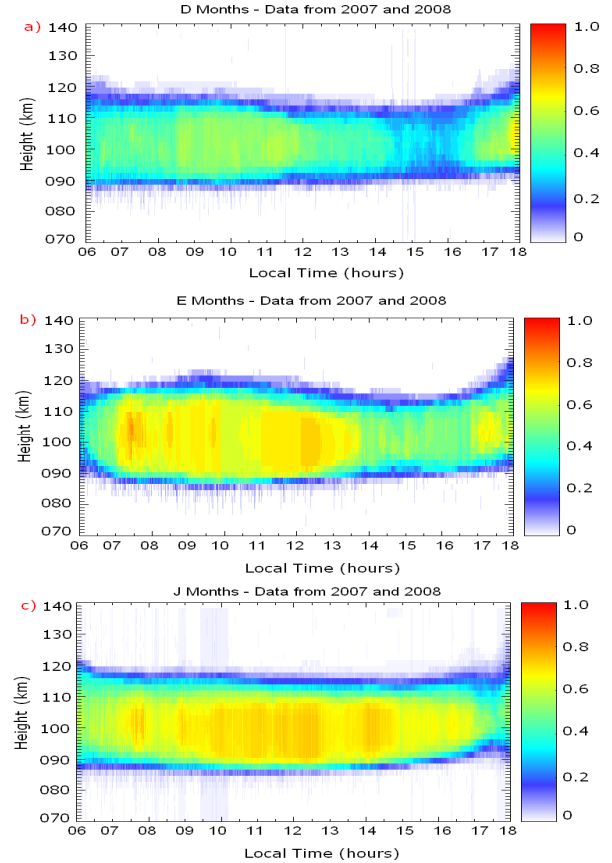 D Months - Data from 2007 and 2008
a)
140
130
120
110
100
090
080
070
Height (km)
06 07 08 09 10 11 12 13 14 15 16 17 18
Local Time (hours)
1.0
0.8
0.6
0.4
0.2
0
E Months - Data from 2007 and 2008
b)
140
130
120
110
100
090
080
070
Height (km)
06 07 08 09 10 11 12 13 14 15 16 17 18
Local Time (hours)
1.0
0.8
0.6
0.4
0.2
0
J Months - Data from 2007 and 2008
c)
140
130
120
110
100
090
080
070
Height (km)
06 07 08 09 10 11 12 13 14 15 16 17 18
Local Time (hours)
1.0
0.8
0.6
0.4
0.2
0